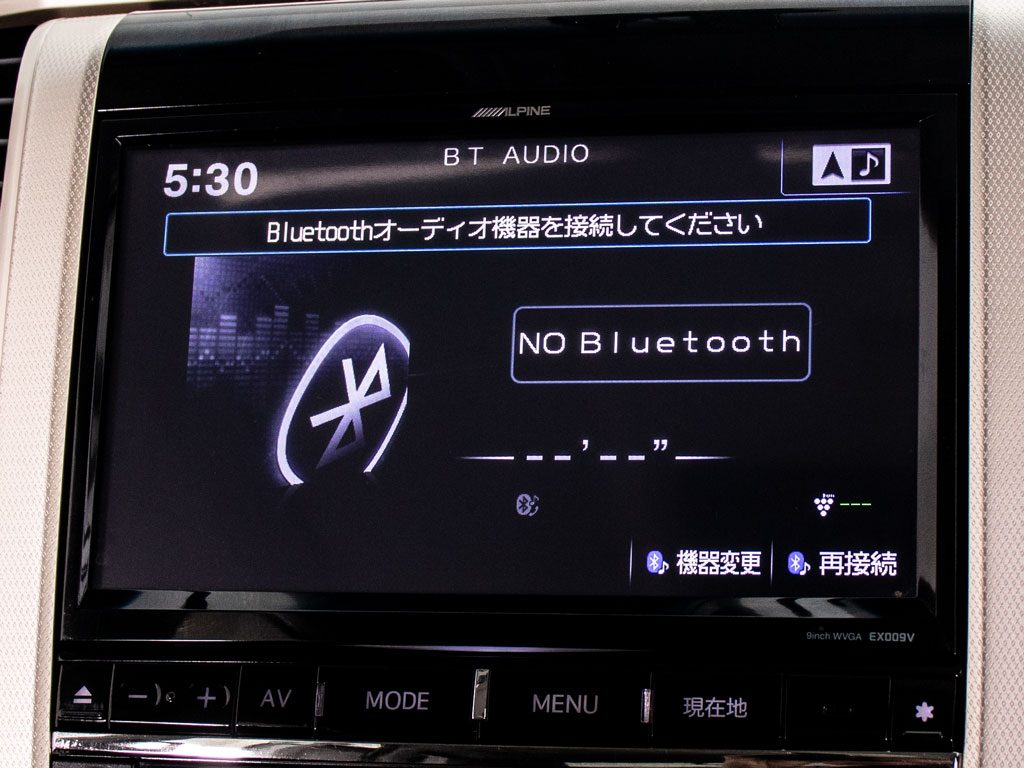 ALPINE
BT AUDIO
5:30
Bluetoothオーディオ機器を接続してください
NO Bluetooth
--’--”
---
機器変更 再接続
9inch WVGA EX009V
− + AV MODE MENU 現在地 *